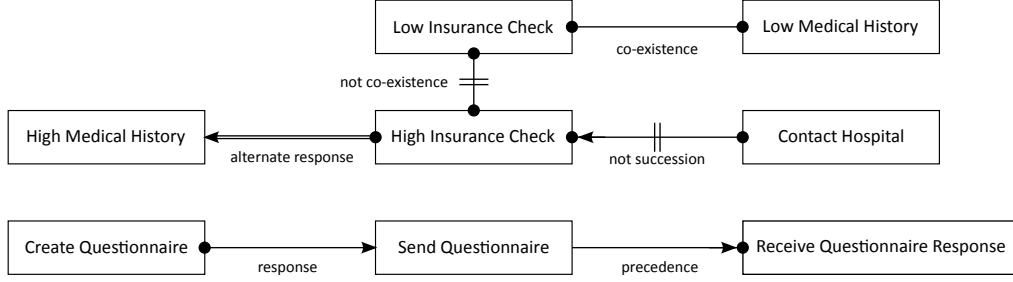 Low Insurance Check
Low Medical History
co-existence
not co-existence
High Medical History
High Insurance Check
Contact Hospital
alternate response
not succession
Create Questionnaire
Send Questionnaire
Receive Questionnaire Response
response
precedence